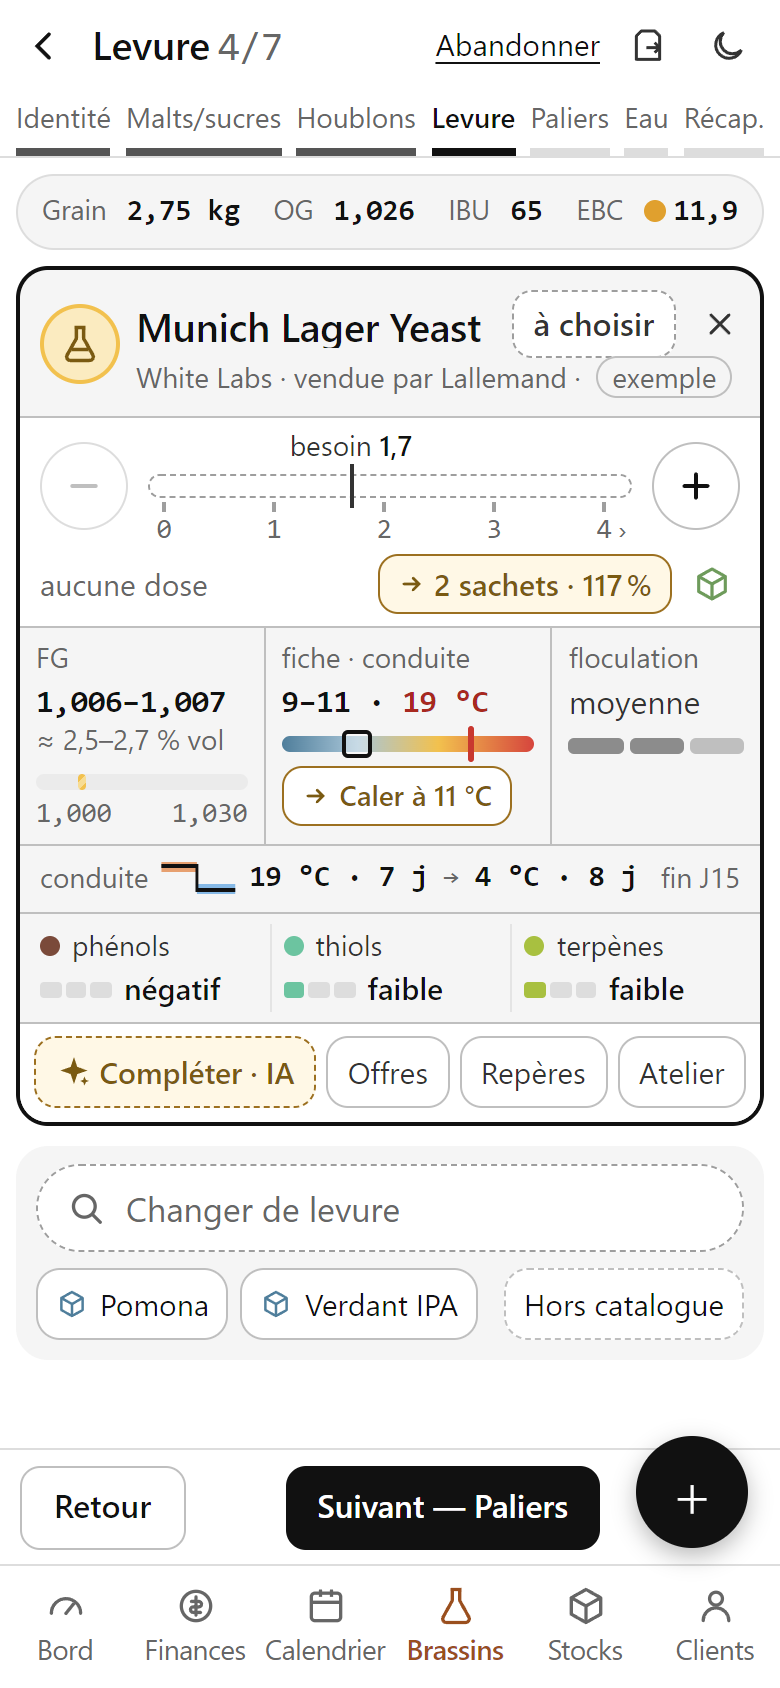 Levure 4/7 Abandonner
Identité Malts/sucres Houblons Levure Paliers Eau Récap.
Grain 2,75 kg OG 1,026 IBU 65 EBC 11,9
Munich Lager Yeast à choisir
White Labs · vendue par Lallemand · exemple
besoin 1,7
0 1 2 3 4 ›
aucune dose → 2 sachets · 117 %
FG fiche · conduite floculation
1,006–1,007 9–11 · 19 °C moyenne
≈ 2,5–2,7 % vol
→ Caler à 11 °C
1,000 1,030
conduite 19 °C · 7 j → 4 °C · 8 j fin J15
phénols thiols terpènes
négatif faible faible
Compléter · IA Offres Repères Atelier
Changer de levure
Pomona Verdant IPA Hors catalogue
Retour Suivant — Paliers +
Bord Finances Calendrier Brassins Stocks Clients